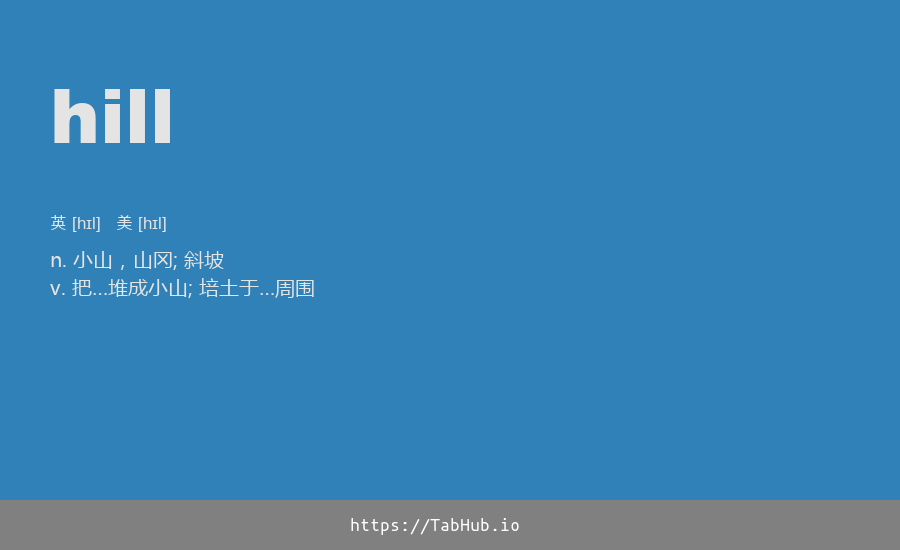 hill
英 [hɪl] 美 [hɪl]
n. 小山，山冈; 斜坡
v. 把...堆成小山; 培土于...周围
https://TabHub.io